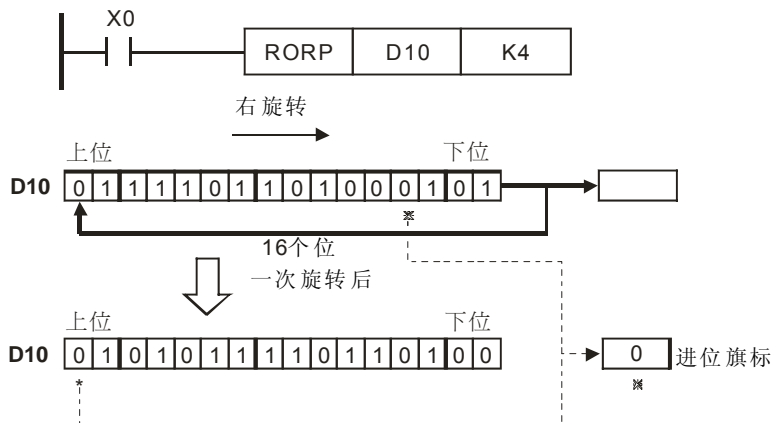 X0
RORP D10 K4
右旋转
上位 下位
D10 0 1 1 1 1 0 1 1 0 1 0 0 0 1 0 1
※
16个位
一次旋转后
上位 下位
D10 0 1 0 1 0 1 1 1 1 0 1 1 0 1 0 0 0 进位旗标
* ※